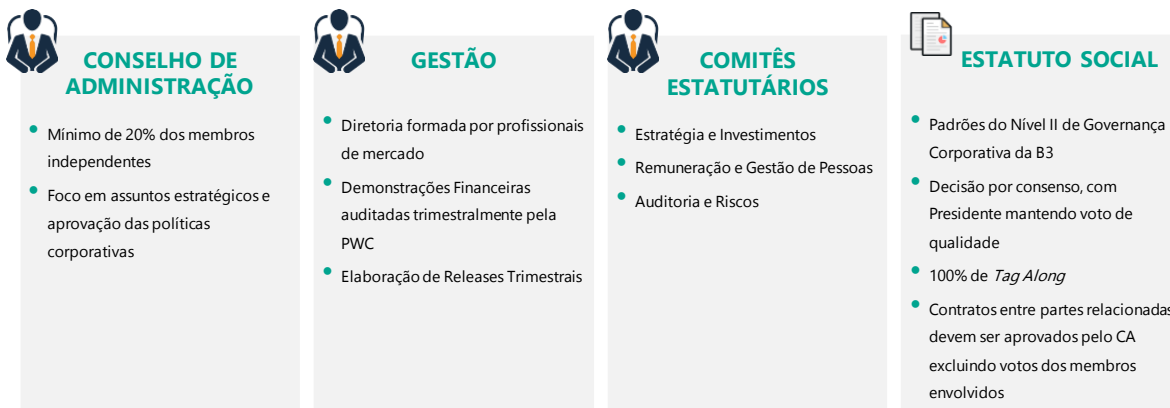 CONSELHO DE
ADMINISTRAÇÃO
Mínimo de 20% dos membros
independentes
Foco em assuntos estratégicos e
aprovação das políticas
corporativas
GESTÃO
Diretoria formada por profissionais
de mercado
Demonstrações Financeiras
auditadas trimestralmente pela
PWC
Elaboração de Releases Trimestrais
COMITÊS
ESTATUTÁRIOS
Estratégia e Investimentos
Remuneração e Gestão de Pessoas
Auditoria e Riscos
ESTATUTO SOCIAL
Padrões do Nível II de Governança
Corporativa da B3
Decisão por consenso, com
Presidente mantendo voto de
qualidade
100% de Tag Along
Contratos entre partes relacionadas
devem ser aprovados pelo CA
excluindo votos dos membros
envolvidos